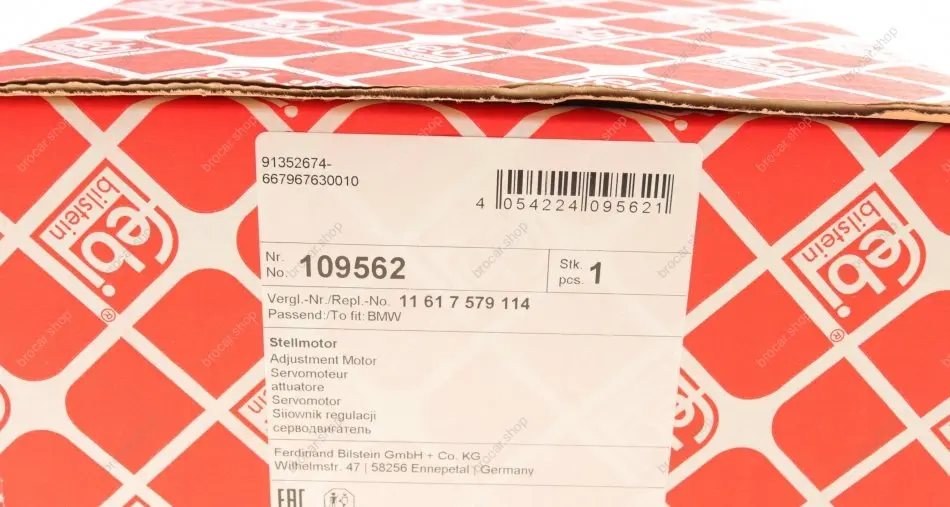 febi
bilstein
91352674-
667967630010
4 054224 095621
Nr.
No. 109562
Stk.
pcs. 1
Vergl.-Nr./Repl.-No. 11 61 7 579 114
Passend:/To fit: BMW
Stellmotor
Adjustment Motor
Servomoteur
attuatore
Servomotor
Siłownik regulacji
серводвигатель
Ferdinand Bilstein GmbH + Co. KG
Wilhelmstr. 47 | 58256 Ennepetal | Germany
EAC
febi
bilstein
®
febi
bilstein
®
brocar.shop